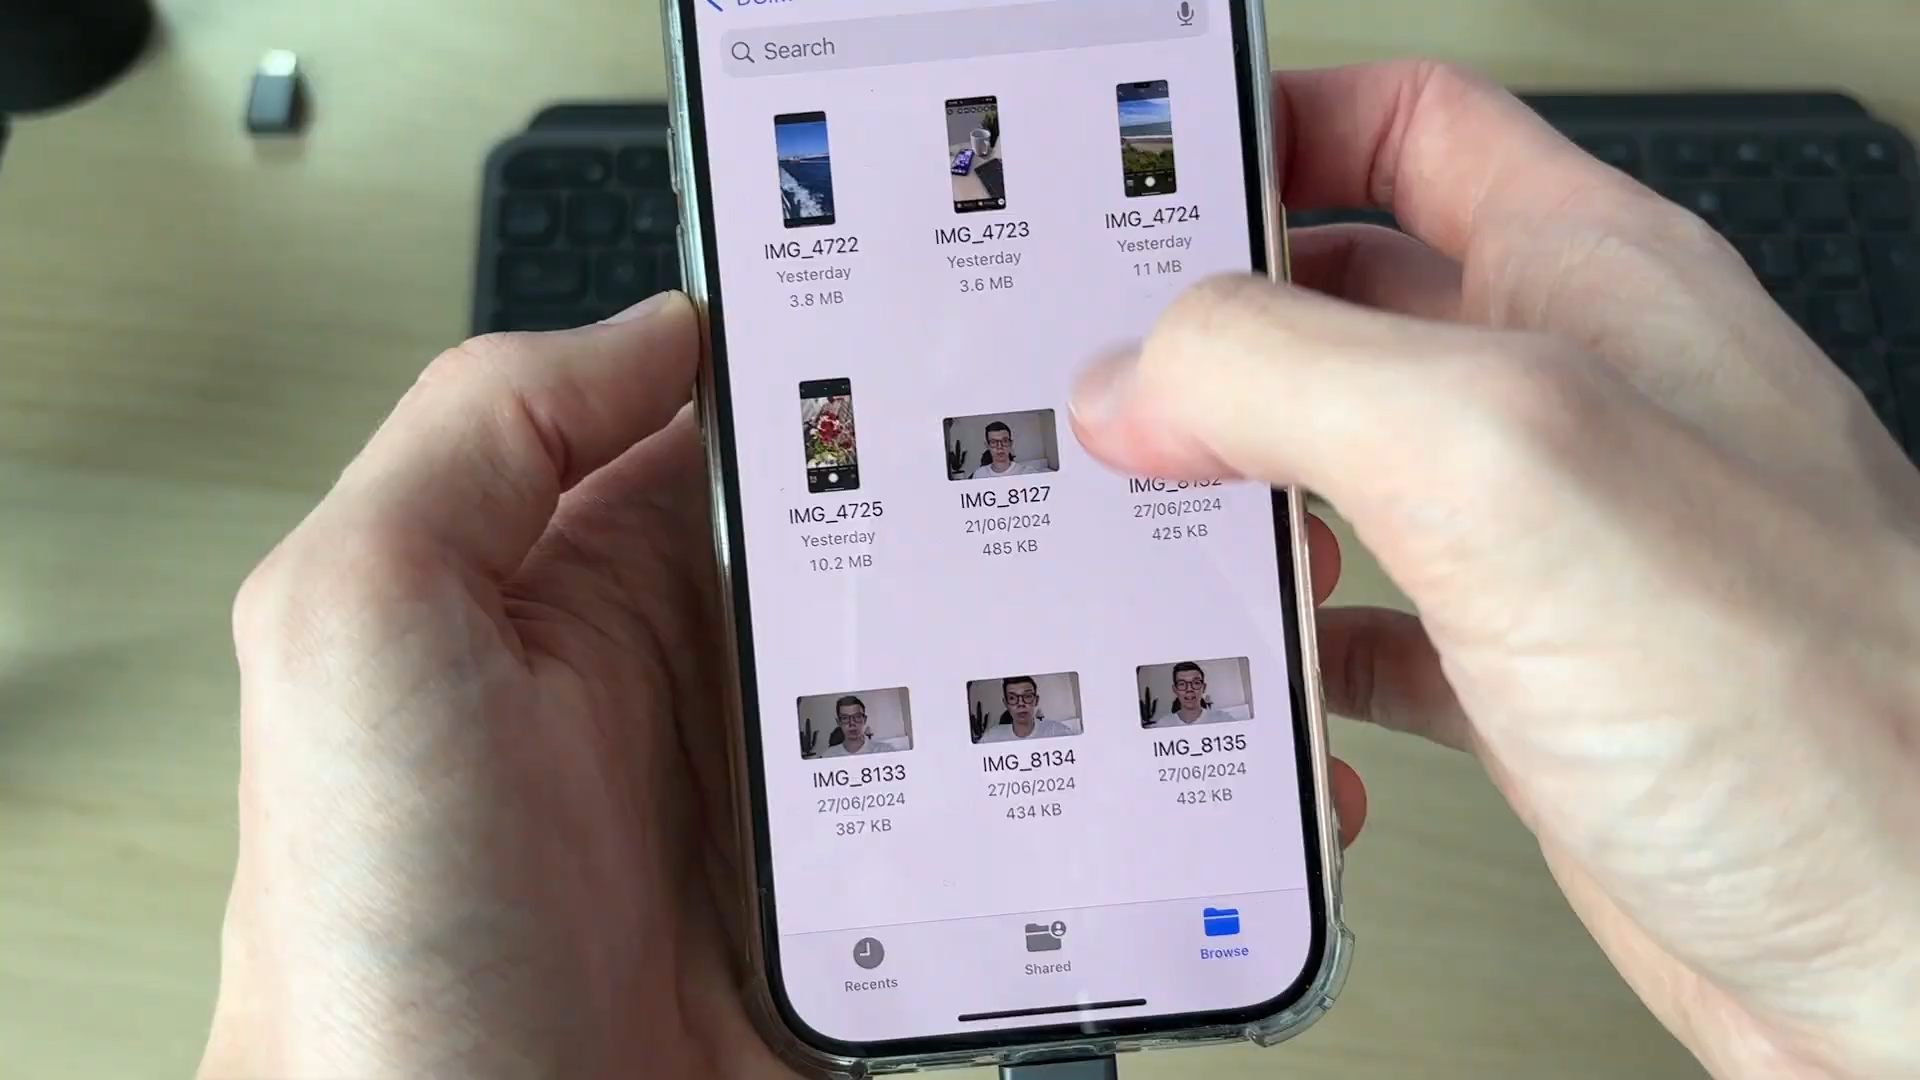 Search
IMG_4722
Yesterday
3.8 MB
IMG_4723
Yesterday
3.6 MB
IMG_4724
Yesterday
11 MB
IMG_4725
Yesterday
10.2 MB
IMG_8127
21/06/2024
485 KB
IMG_8132
27/06/2024
425 KB
IMG_8133
27/06/2024
387 KB
IMG_8134
27/06/2024
434 KB
IMG_8135
27/06/2024
432 KB
Recents
Shared
Browse